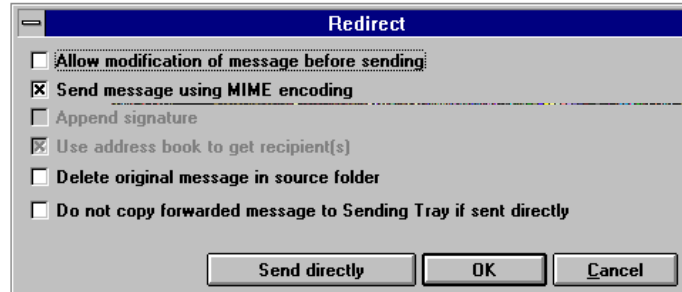 Redirect
Allow modification of message before sending
Send message using MIME encoding
Append signature
Use address book to get recipient(s)
Delete original message in source folder
Do not copy forwarded message to Sending Tray if sent directly
Send directly OK Cancel